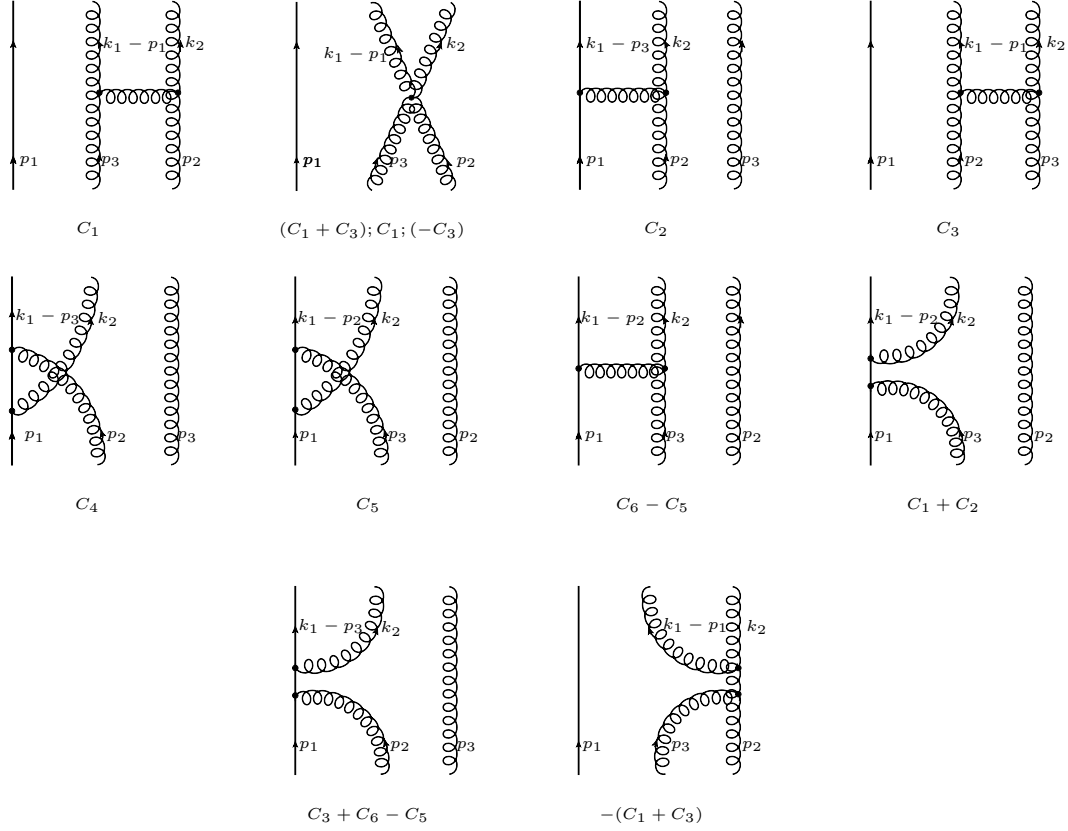 k₁ − p₁ k₂ k₁ − p₁ k₂ k₁ − p₃ k₂ k₁ − p₁ k₂
p₁ p₃ p₂ p₁ p₃ p₂ p₁ p₂ p₃ p₁ p₂ p₃
C₁ (C₁ + C₃); C₁; (−C₃) C₂ C₃
k₁ − p₃ k₂ k₁ − p₂ k₂ k₁ − p₂ k₂ k₁ − p₂ k₂
p₁ p₂ p₃ p₁ p₃ p₂ p₁ p₃ p₂ p₁ p₃ p₂
C₄ C₅ C₆ − C₅ C₁ + C₂
k₁ − p₃ k₂ k₁ − p₁ k₂
p₁ p₂ p₃ p₁ p₃ p₂
C₃ + C₆ − C₅ −(C₁ + C₃)